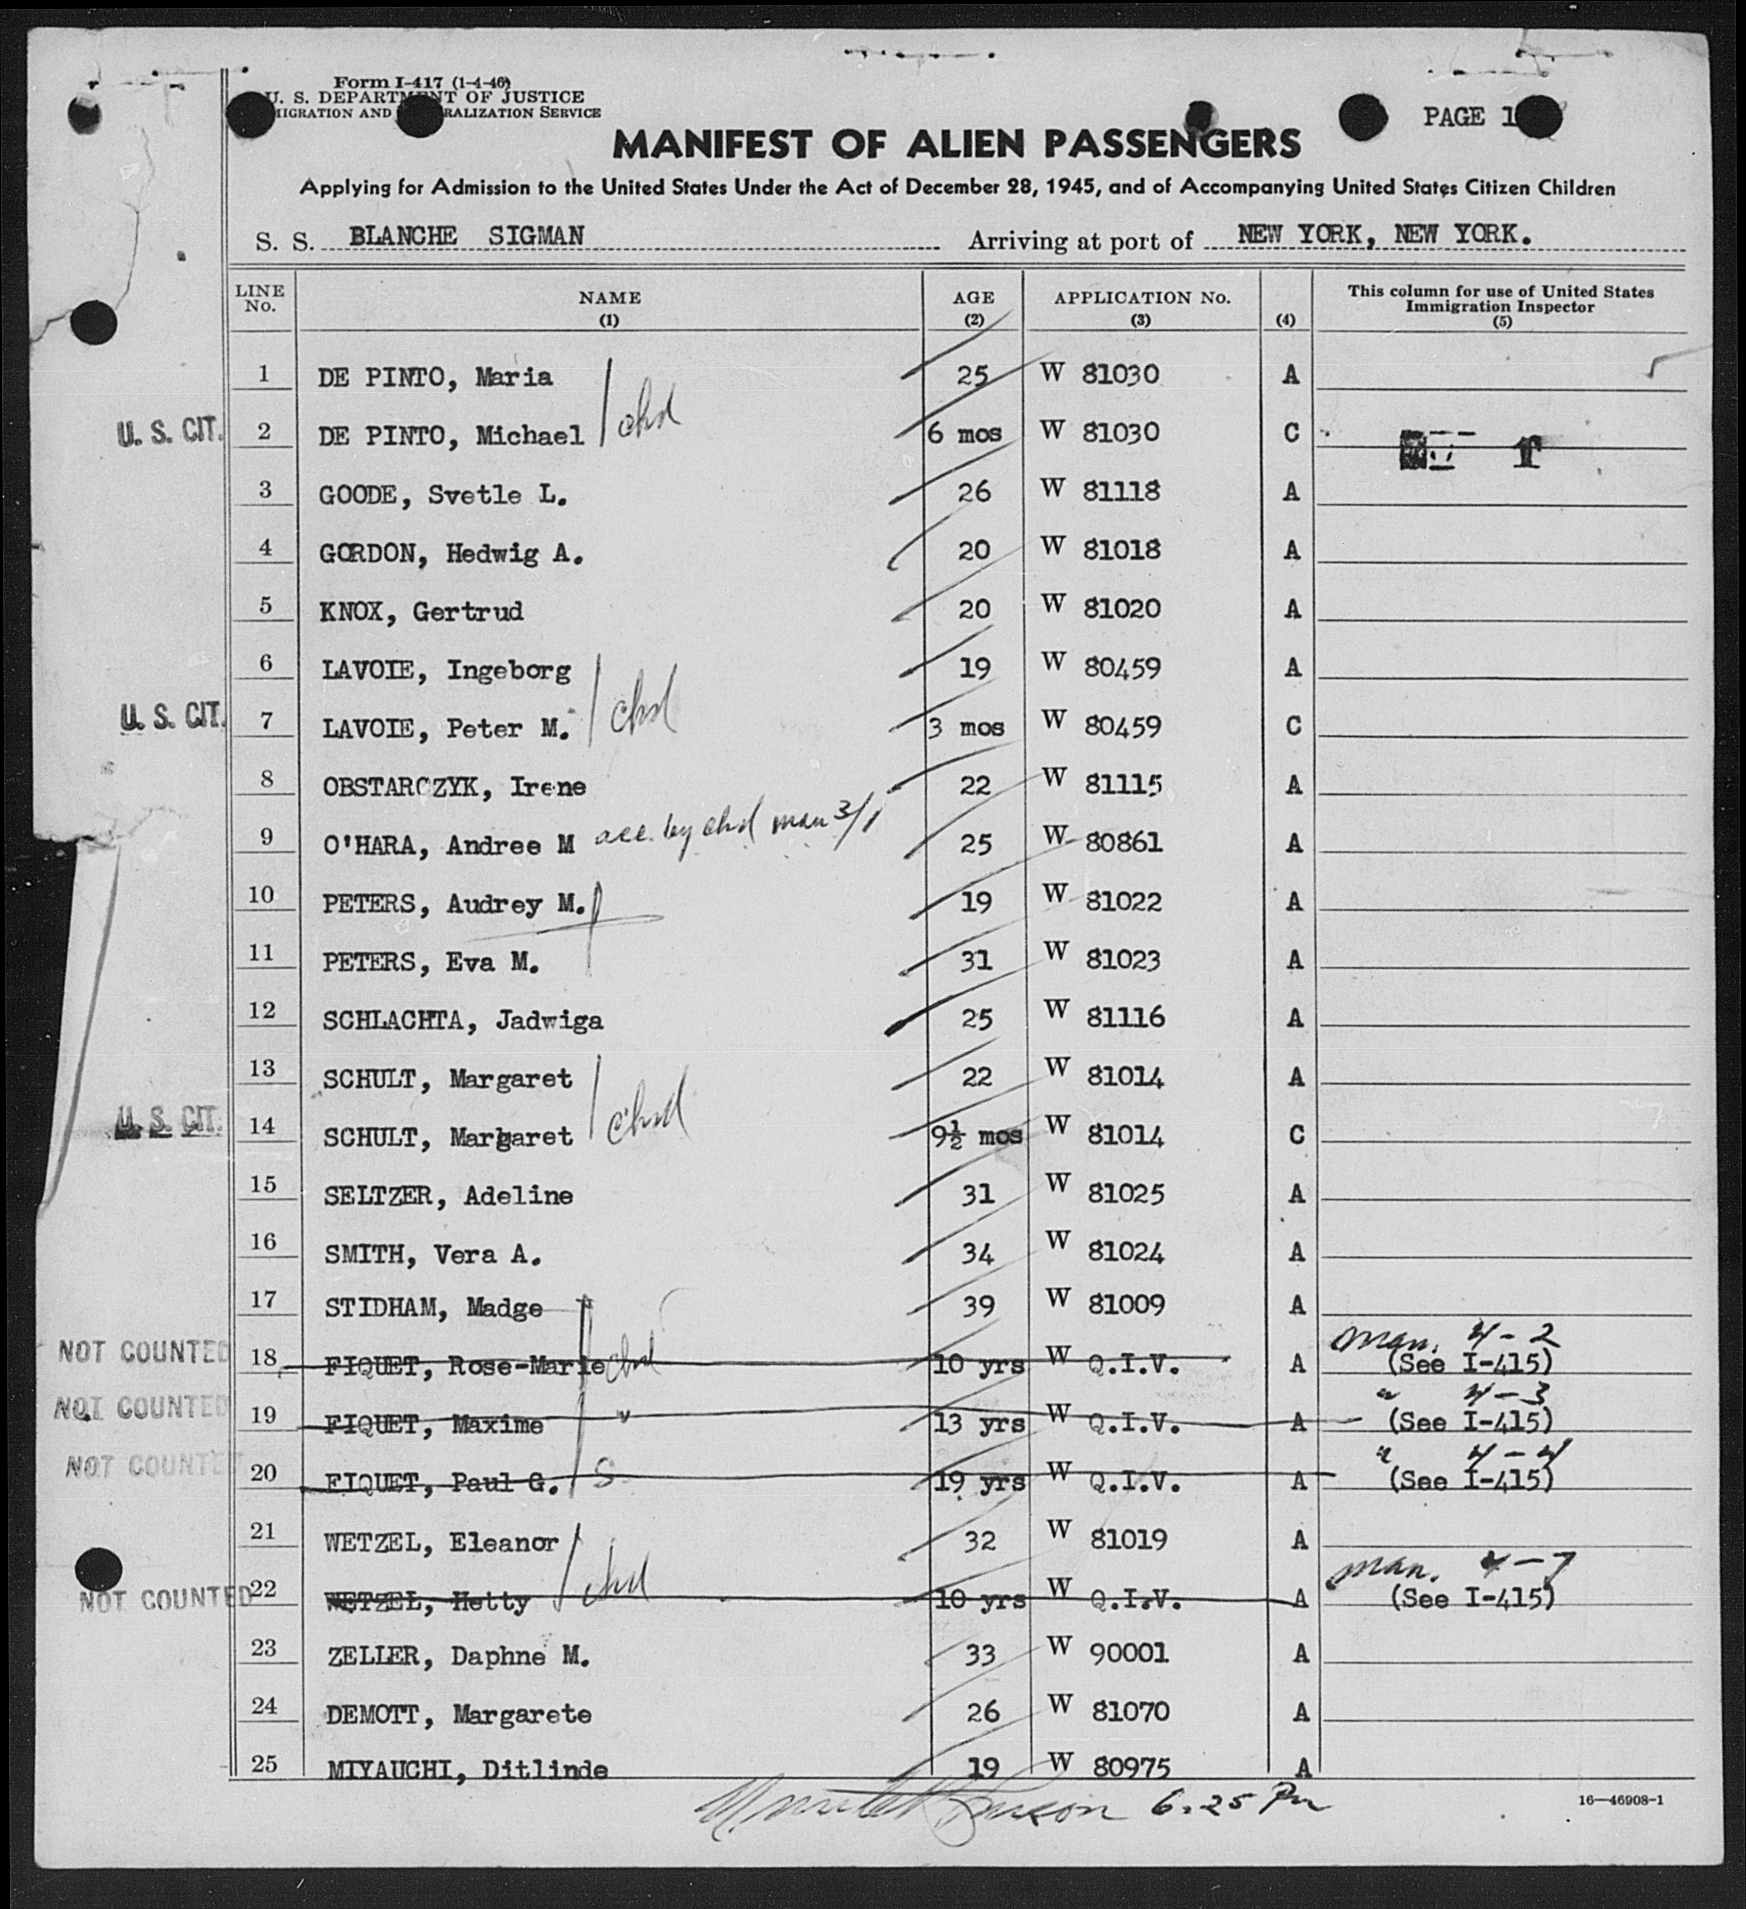 Form I-417 (1-4-46)
U. S. DEPARTMENT OF JUSTICE
IMMIGRATION AND NATURALIZATION SERVICE
PAGE 1
MANIFEST OF ALIEN PASSENGERS
Applying for Admission to the United States Under the Act of December 28, 1945, and of Accompanying United States Citizen Children
S. S. BLANCHE SIGMAN Arriving at port of NEW YORK, NEW YORK.
LINE No. NAME (1) AGE (2) APPLICATION No. (3) (4) This column for use of United States Immigration Inspector (5)
1 DE PINTO, Maria 25 W 81030 A
U. S. CIT. 2 DE PINTO, Michael chd 6 mos W 81030 C
3 GOODE, Svetle L. 26 W 81118 A
4 GORDON, Hedwig A. 20 W 81018 A
5 KNOX, Gertrud 20 W 81020 A
6 LAVOIE, Ingeborg 19 W 80459 A
U. S. CIT. 7 LAVOIE, Peter M. chd 3 mos W 80459 C
8 OBSTARCZYK, Irene 22 W 81115 A
9 O'HARA, Andree M acc. by chd man 3/1 25 W 80861 A
10 PETERS, Audrey M. 19 W 81022 A
11 PETERS, Eva M. 31 W 81023 A
12 SCHLACHTA, Jadwiga 25 W 81116 A
13 SCHULT, Margaret 22 W 81014 A
U. S. CIT. 14 SCHULT, Margaret chd 9½ mos W 81014 C
15 SELTZER, Adeline 31 W 81025 A
16 SMITH, Vera A. 34 W 81024 A
17 STIDHAM, Madge 39 W 81009 A
NOT COUNTED 18 FIQUET, Rose-Marie chd 10 yrs W Q.I.V. A man. 4-2 (See I-415)
NOT COUNTED 19 FIQUET, Maxime " 13 yrs W Q.I.V. A " 4-3 (See I-415)
NOT COUNTED 20 FIQUET, Paul G. S 19 yrs W Q.I.V. A " 4-4 (See I-415)
21 WETZEL, Eleanor 32 W 81019 A
NOT COUNTED 22 WETZEL, Hetty chd 10 yrs W Q.I.V. A man. 4-7 (See I-415)
23 ZELLER, Daphne M. 33 W 90001 A
24 DEMOTT, Margarete 26 W 81070 A
25 MIYAUCHI, Ditlinde 19 W 80975 A
6:25 Pm
16—46908-1